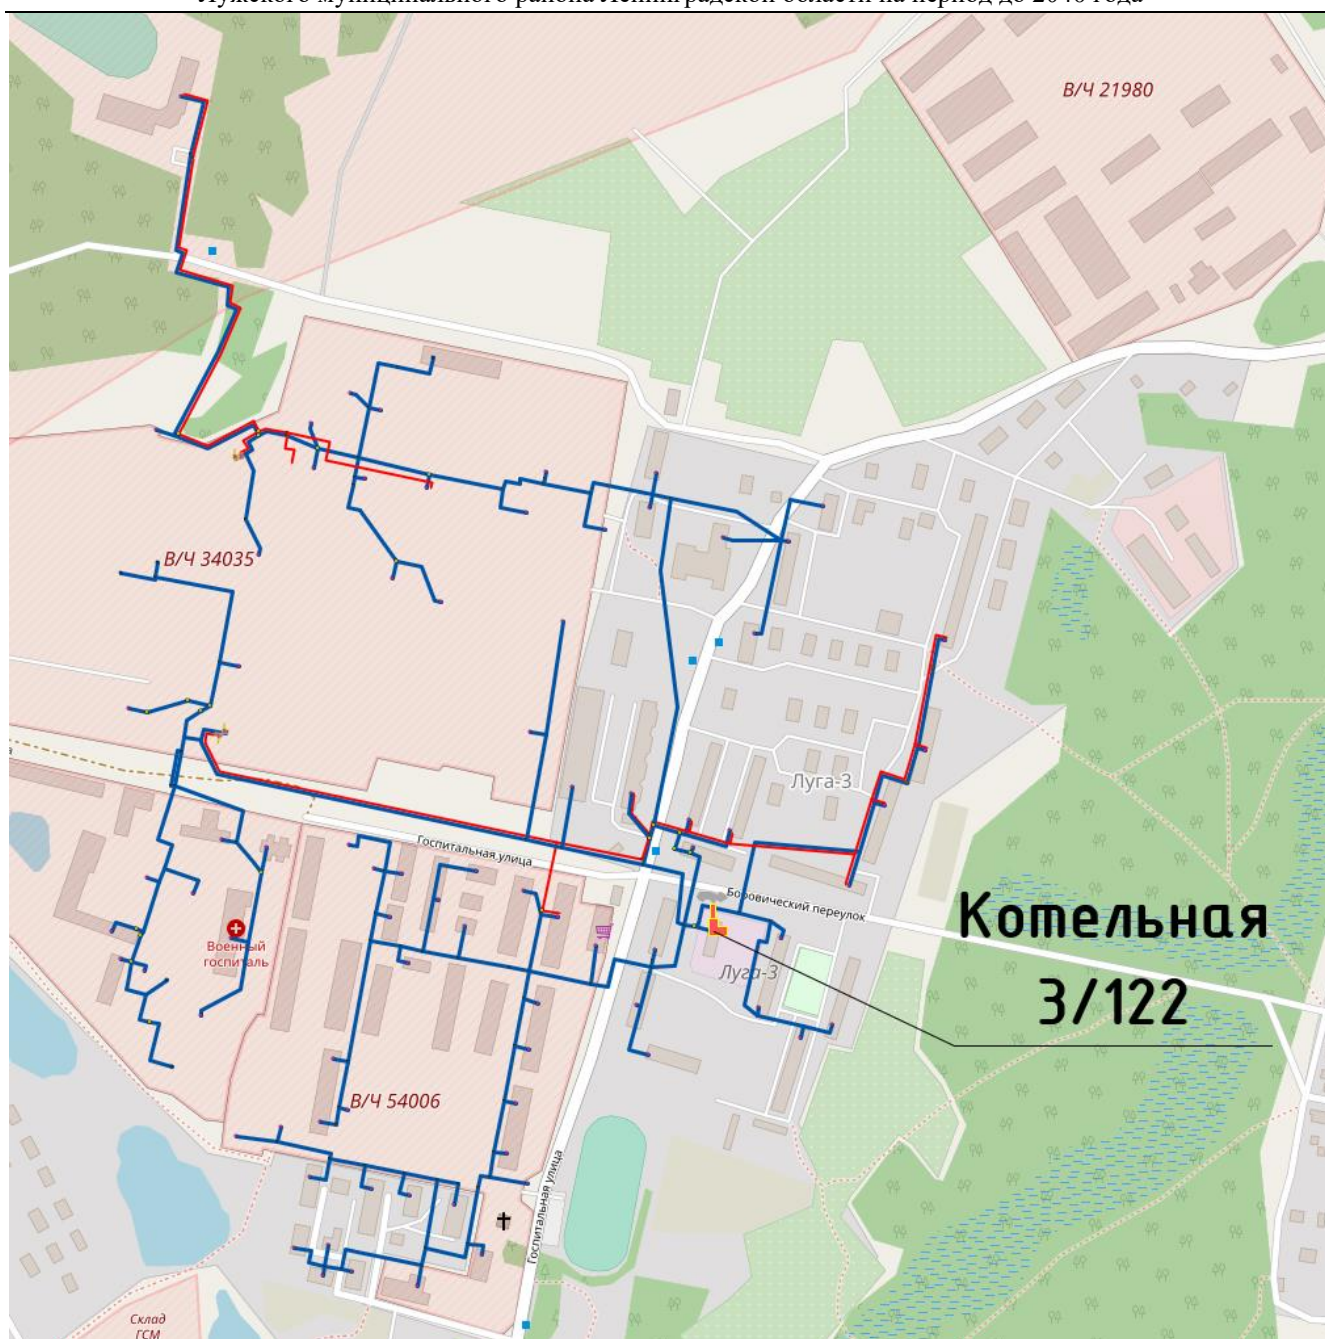 Лужского муниципального района Ленинградской области на период до 2040 года
В/Ч 21980
В/Ч 34035
Луга-3
Госпитальная улица
Боровический переулок
Котельная
3/122
Военный
госпиталь
Луга-3
В/Ч 54006
Госпитальная улица
Склад
ГСМ